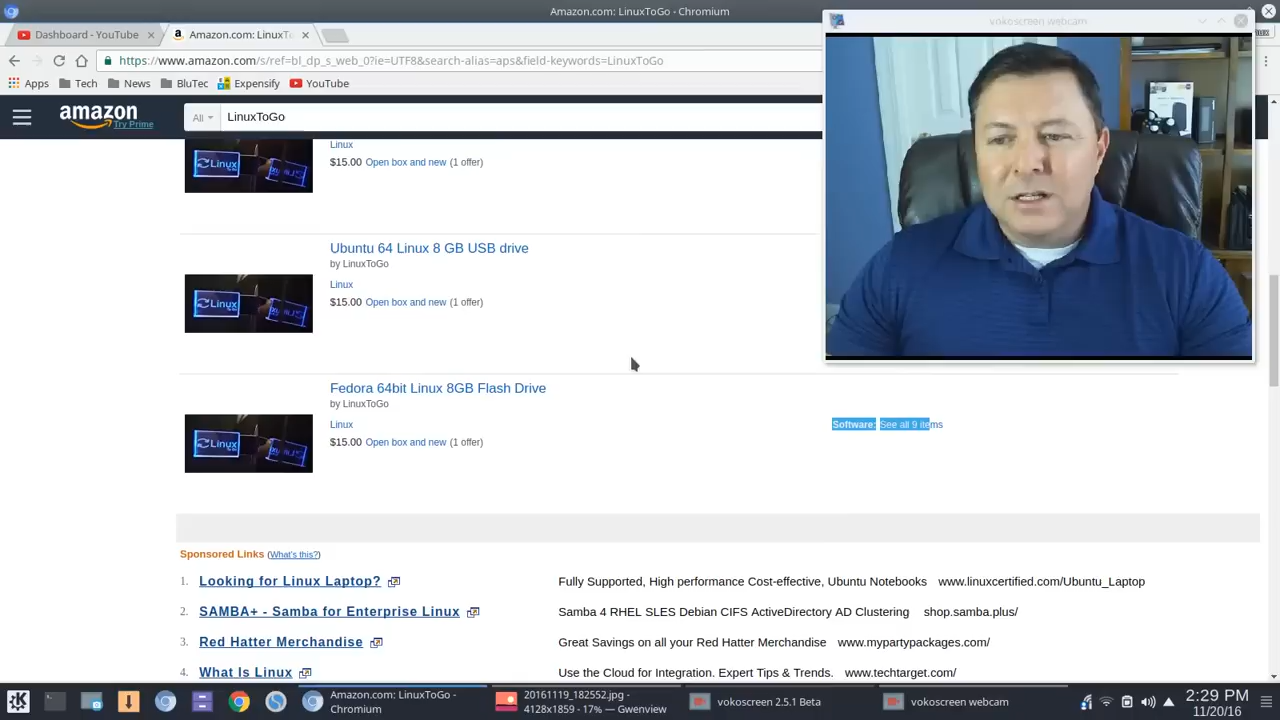 Amazon.com: LinuxToGo - Chromium
Dashboard - YouTube
Amazon.com: LinuxTo
https://www.amazon.com/s/ref=bl_dp_s_web_0?ie=UTF8&search-alias=aps&field-keywords=LinuxToGo
Apps Tech News BluTec Expensify YouTube
vokoscreen webcam
amazon
Try Prime
All LinuxToGo
Linux
$15.00 Open box and new (1 offer)
Linux
Ubuntu 64 Linux 8 GB USB drive
by LinuxToGo
Linux
$15.00 Open box and new (1 offer)
Linux
Fedora 64bit Linux 8GB Flash Drive
by LinuxToGo
Linux
$15.00 Open box and new (1 offer)
Linux
Software: See all 9 items
Sponsored Links (What's this?)
1. Looking for Linux Laptop? Fully Supported, High performance Cost-effective, Ubuntu Notebooks www.linuxcertified.com/Ubuntu_Laptop
2. SAMBA+ - Samba for Enterprise Linux Samba 4 RHEL SLES Debian CIFS ActiveDirectory AD Clustering shop.samba.plus/
3. Red Hatter Merchandise Great Savings on all your Red Hatter Merchandise www.mypartypackages.com/
4. What Is Linux Use the Cloud for Integration. Expert Tips & Trends. www.techtarget.com/
Amazon.com: LinuxToGo -
Chromium
20161119_182552.jpg -
4128x1859 - 17% — Gwenview
vokoscreen 2.5.1 Beta
vokoscreen webcam
2:29 PM
11/20/16